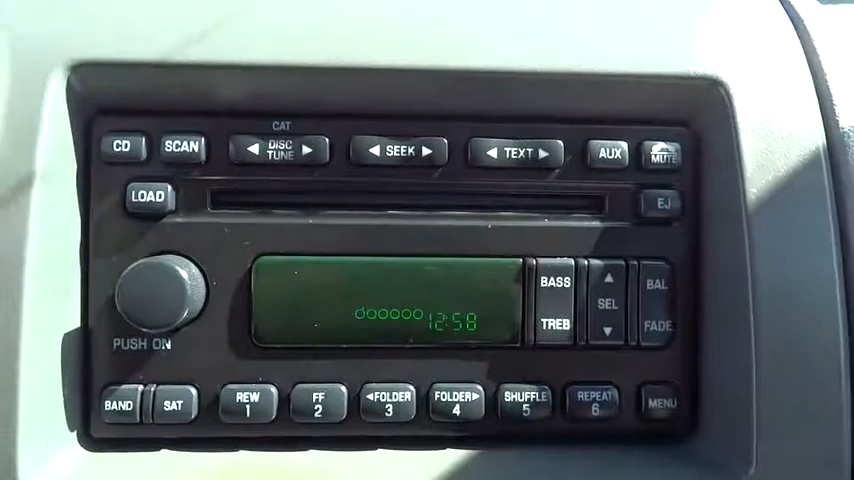 CAT
CD SCAN ◀ DISC TUNE ▶ ◀ SEEK ▶ ◀ TEXT ▶ AUX MUTE
LOAD EJ
BASS SEL BAL
TREB FADE
12:58
PUSH ON
BAND SAT REW 1 FF 2 ◀FOLDER 3 FOLDER▶ 4 SHUFFLE 5 REPEAT 6 MENU